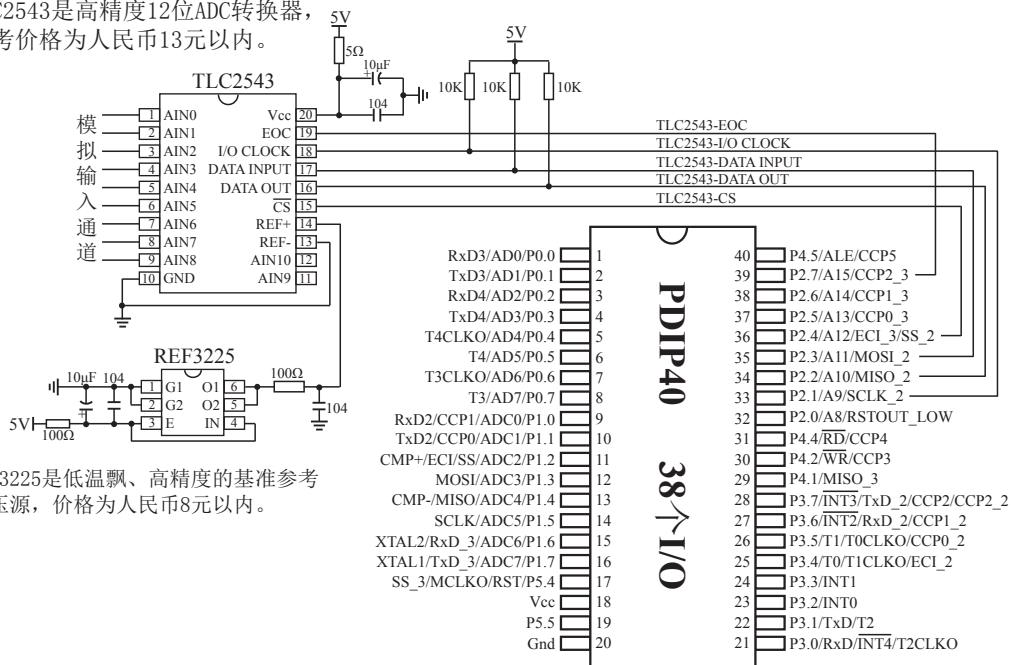 C2543是高精度12位ADC转换器，
考价格为人民币13元以内。
5V
5Ω
10μF
+
104
5V
10K
10K
10K
TLC2543
模拟输入通道
1 AIN0
2 AIN1
3 AIN2
4 AIN3
5 AIN4
6 AIN5
7 AIN6
8 AIN7
9 AIN8
10 GND
Vcc 20
EOC 19
I/O CLOCK 18
DATA INPUT 17
DATA OUT 16
CS 15
REF+ 14
REF- 13
AIN10 12
AIN9 11
TLC2543-EOC
TLC2543-I/O CLOCK
TLC2543-DATA INPUT
TLC2543-DATA OUT
TLC2543-CS
REF3225
10μF 104
+
5V
100Ω
1 G1
2 G2
3 E
O1 6
O2 5
IN 4
100Ω
104
3225是低温飘、高精度的基准参考
压源，价格为人民币8元以内。
PDIP40 38个I/O
RxD3/AD0/P0.0 1
TxD3/AD1/P0.1 2
RxD4/AD2/P0.2 3
TxD4/AD3/P0.3 4
T4CLKO/AD4/P0.4 5
T4/AD5/P0.5 6
T3CLKO/AD6/P0.6 7
T3/AD7/P0.7 8
RxD2/CCP1/ADC0/P1.0 9
TxD2/CCP0/ADC1/P1.1 10
CMP+/ECI/SS/ADC2/P1.2 11
MOSI/ADC3/P1.3 12
CMP-/MISO/ADC4/P1.4 13
SCLK/ADC5/P1.5 14
XTAL2/RxD_3/ADC6/P1.6 15
XTAL1/TxD_3/ADC7/P1.7 16
SS_3/MCLKO/RST/P5.4 17
Vcc 18
P5.5 19
Gnd 20
40 P4.5/ALE/CCP5
39 P2.7/A15/CCP2_3
38 P2.6/A14/CCP1_3
37 P2.5/A13/CCP0_3
36 P2.4/A12/ECI_3/SS_2
35 P2.3/A11/MOSI_2
34 P2.2/A10/MISO_2
33 P2.1/A9/SCLK_2
32 P2.0/A8/RSTOUT_LOW
31 P4.4/RD/CCP4
30 P4.2/WR/CCP3
29 P4.1/MISO_3
28 P3.7/INT3/TxD_2/CCP2/CCP2_2
27 P3.6/INT2/RxD_2/CCP1_2
26 P3.5/T1/T0CLKO/CCP0_2
25 P3.4/T0/T1CLKO/ECI_2
24 P3.3/INT1
23 P3.2/INT0
22 P3.1/TxD/T2
21 P3.0/RxD/INT4/T2CLKO